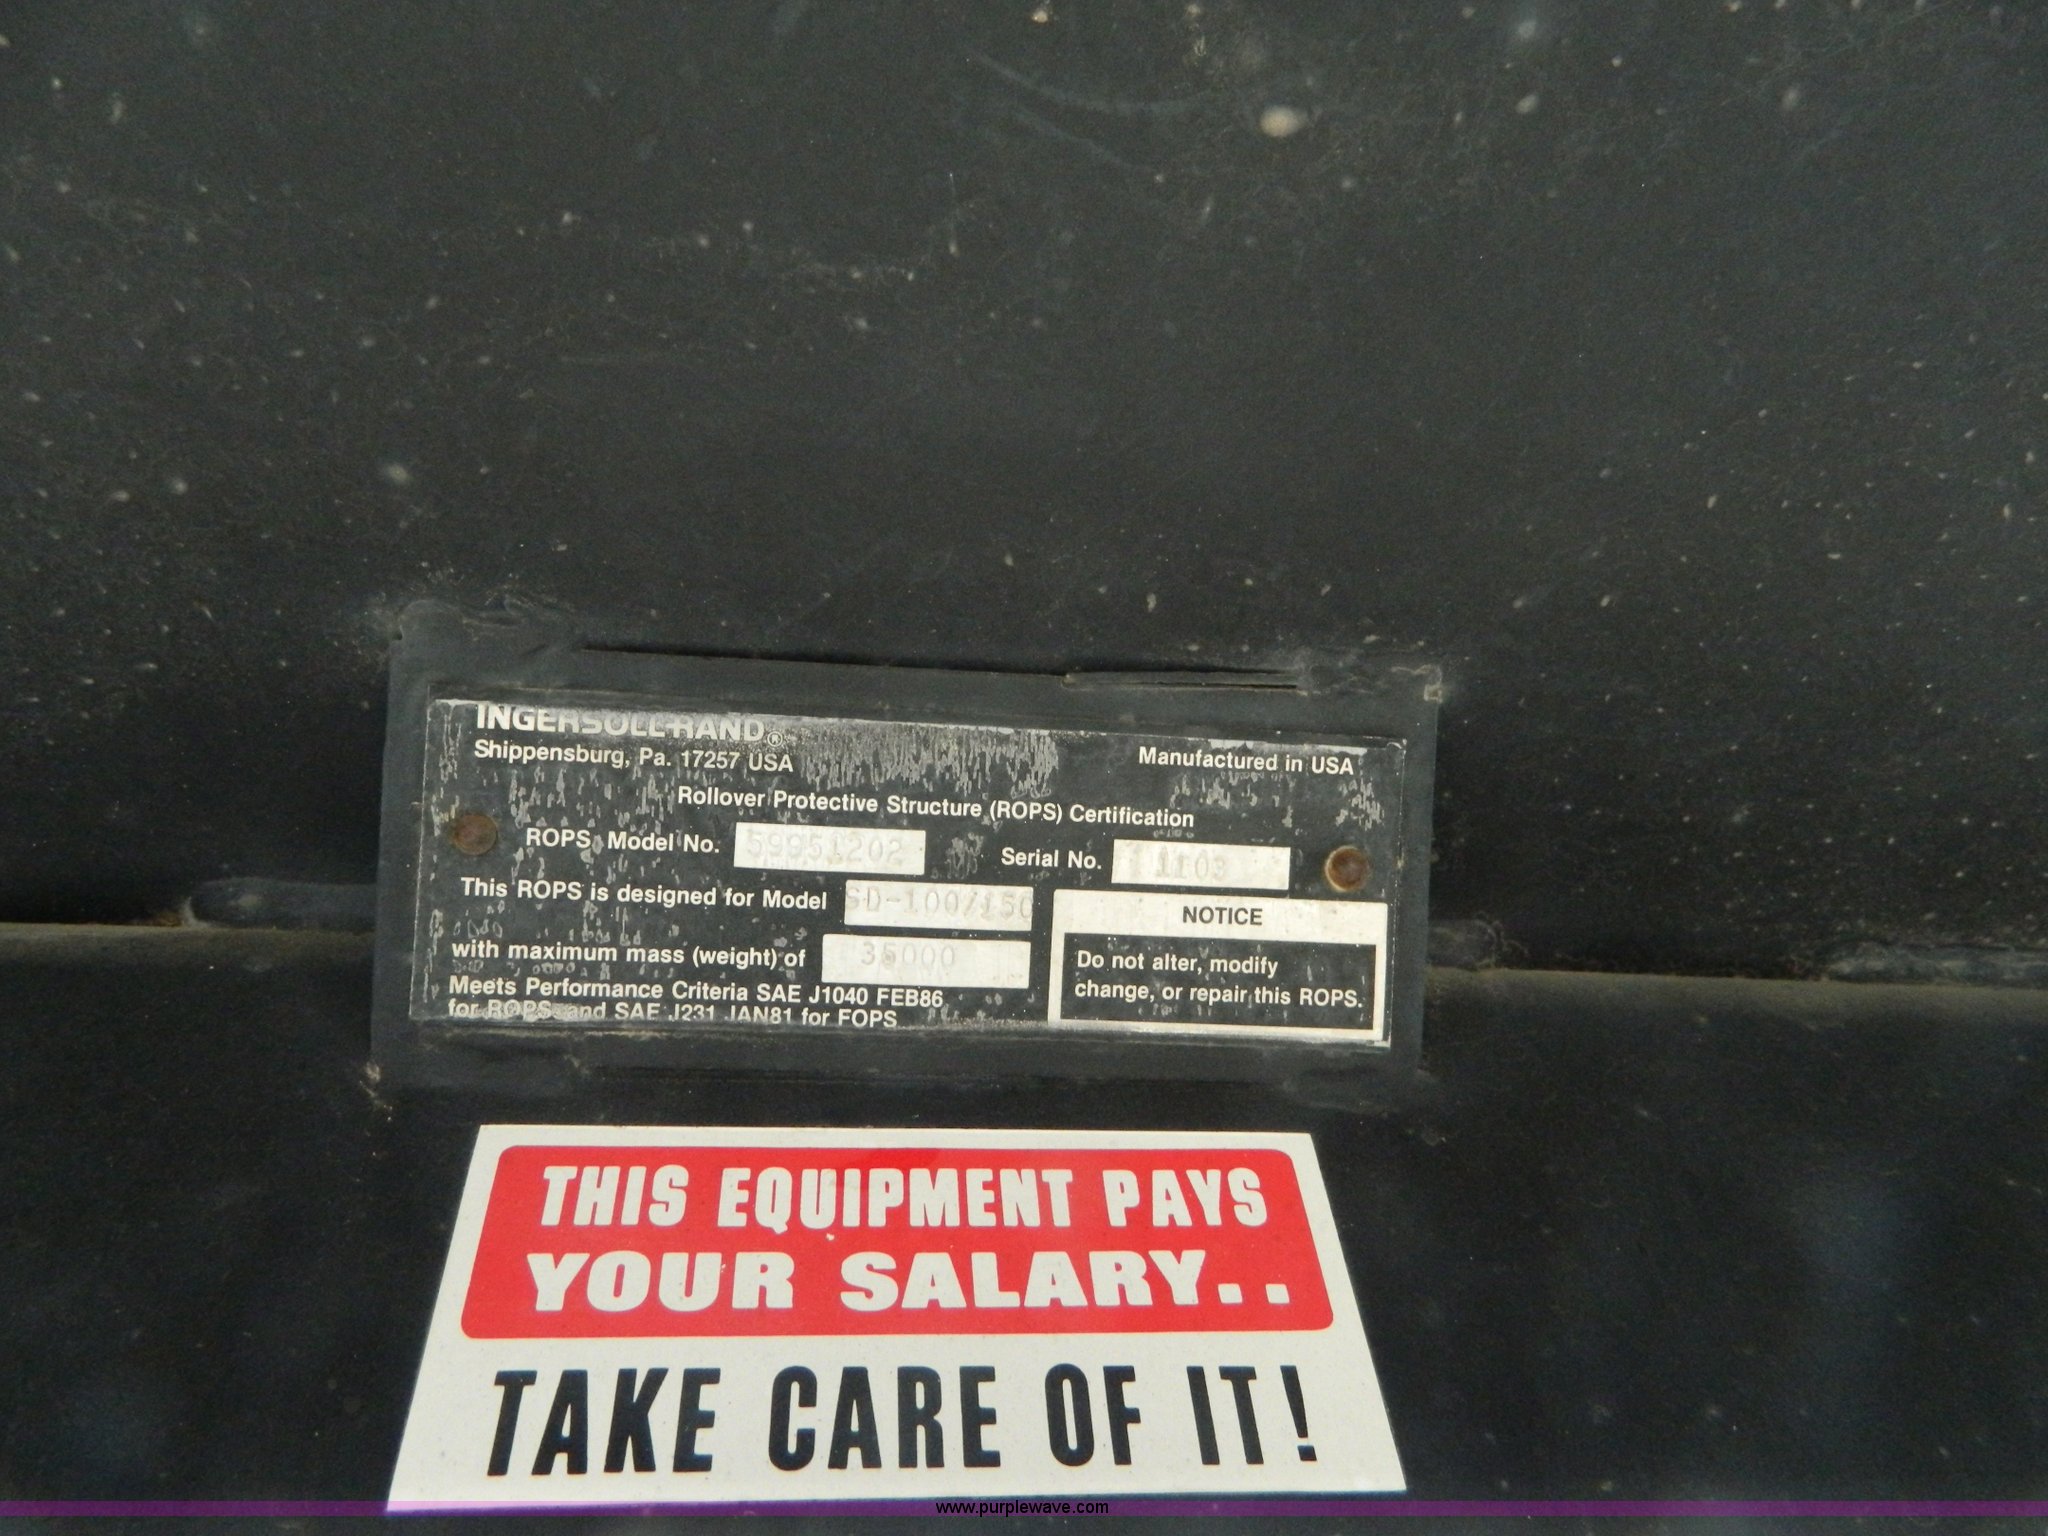 INGERSOLL-RAND®
Shippensburg, Pa. 17257 USA
Manufactured in USA
Rollover Protective Structure (ROPS) Certification
ROPS Model No. 59951202
Serial No. 1103
This ROPS is designed for Model SD-100/150
with maximum mass (weight) of 35000
Meets Performance Criteria SAE J1040 FEB86
for ROPS and SAE J231 JAN81 for FOPS
NOTICE
Do not alter, modify
change, or repair this ROPS.
THIS EQUIPMENT PAYS
YOUR SALARY..
TAKE CARE OF IT!
www.purplewave.com